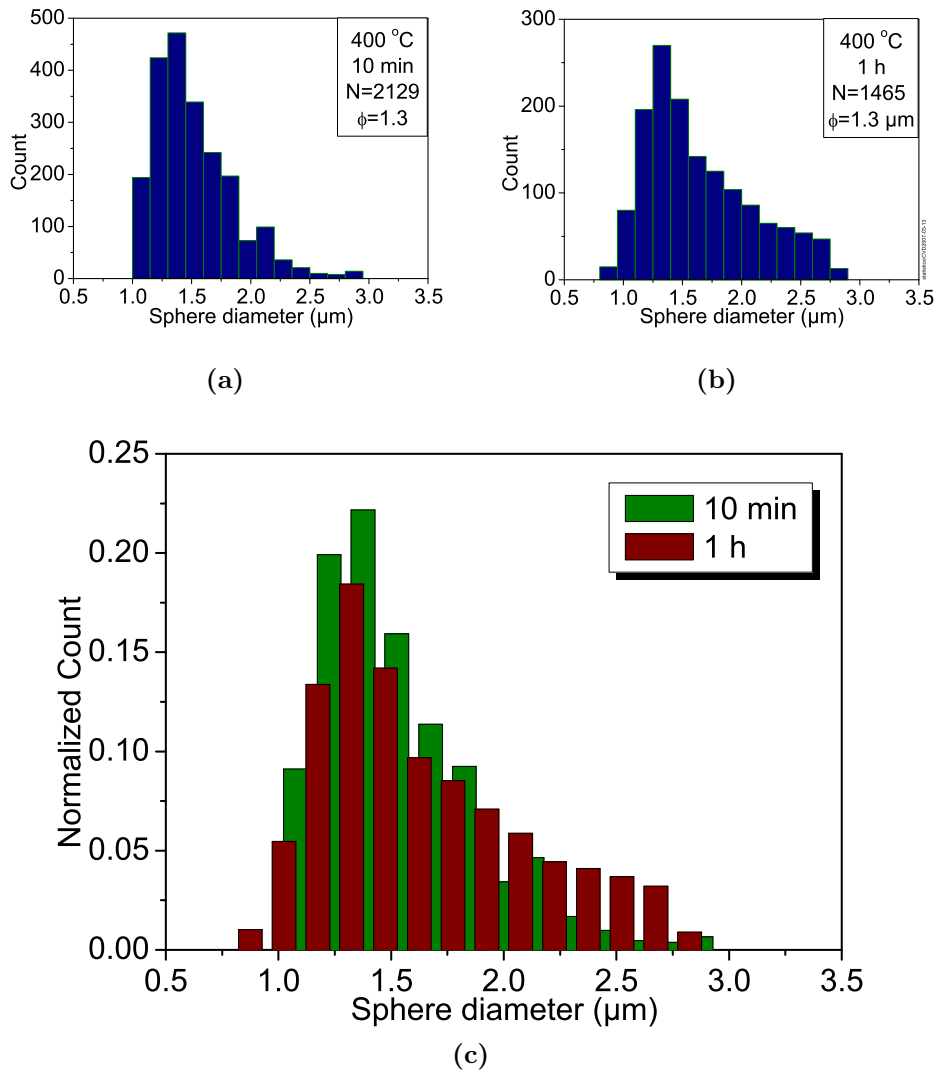 500
400
300
200
100
0
Count
400 °C
10 min
N=2129
ϕ=1.3
0.5 1.0 1.5 2.0 2.5 3.0 3.5
Sphere diameter (µm)
(a)
300
200
100
0
Count
400 °C
1 h
N=1465
ϕ=1.3 µm
0.5 1.0 1.5 2.0 2.5 3.0 3.5
Sphere diameter (µm)
(b)
0.25
0.20
0.15
0.10
0.05
0.00
Normalized Count
10 min
1 h
0.5 1.0 1.5 2.0 2.5 3.0 3.5
Sphere diameter (µm)
(c)